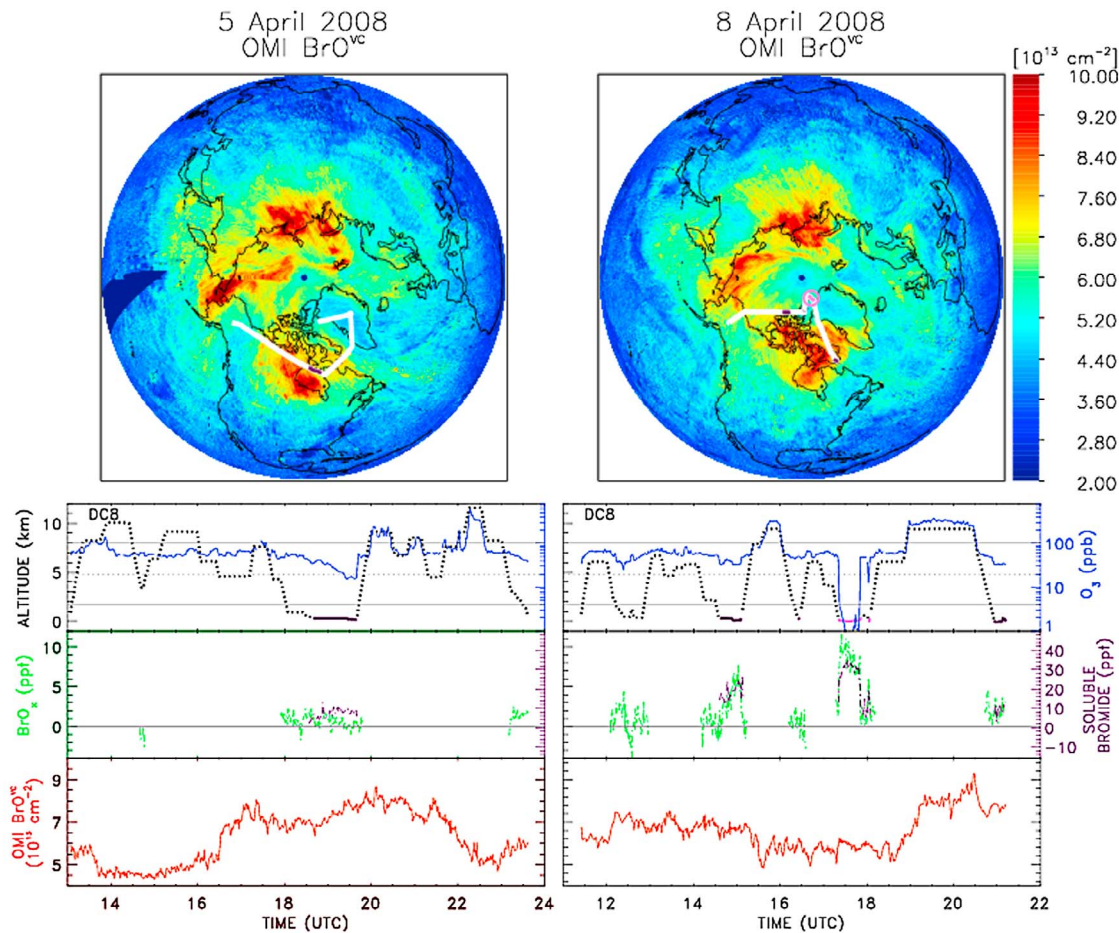 5 April 2008
OMI BrO^VC
8 April 2008
OMI BrO^VC
[10^13 cm^-2]
10.00
9.20
8.40
7.60
6.80
6.00
5.20
4.40
3.60
2.80
2.00
DC8
ALTITUDE (km)
10
5
0
DC8
100
10
1
O3 (ppb)
BrOx (ppt)
10
5
0
40
30
20
10
0
-10
SOLUBLE
BROMIDE (ppt)
OMI BrO^VC
(10^13 cm^-2)
9
7
5
14 16 18 20 22 24
TIME (UTC)
12 14 16 18 20 22
TIME (UTC)